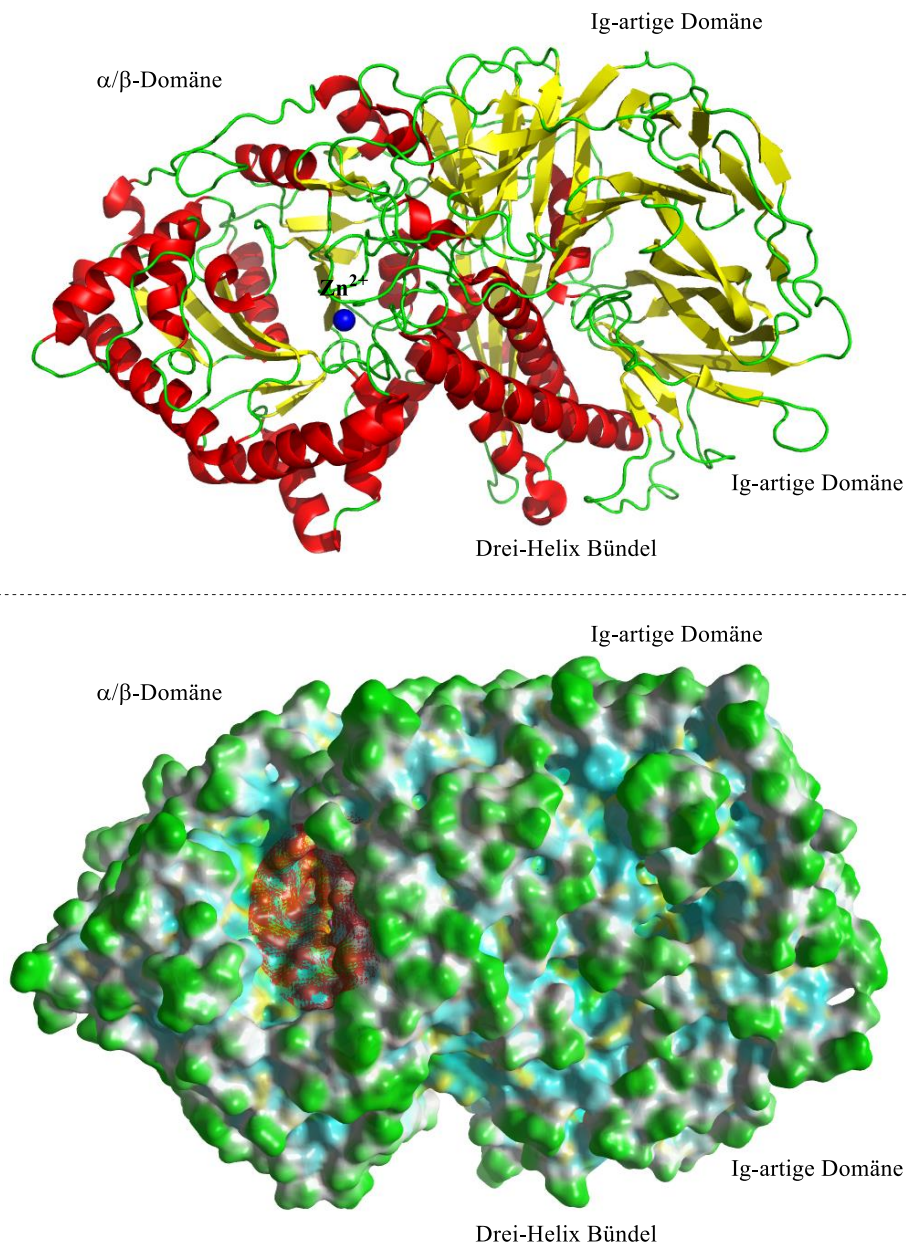 Ig-artige Domäne
α/β-Domäne
Zn²⁺
Ig-artige Domäne
Drei-Helix Bündel
Ig-artige Domäne
α/β-Domäne
Ig-artige Domäne
Drei-Helix Bündel